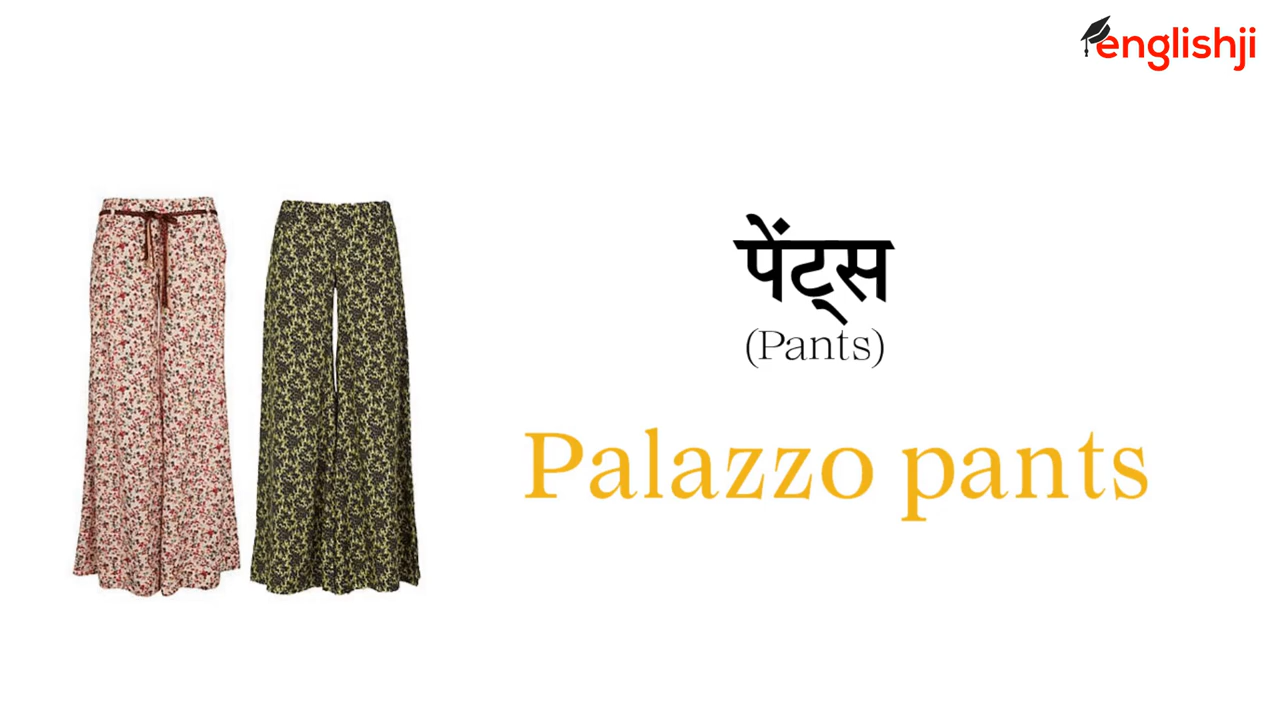 englishji
पेंट्स
(Pants)
Palazzo pants